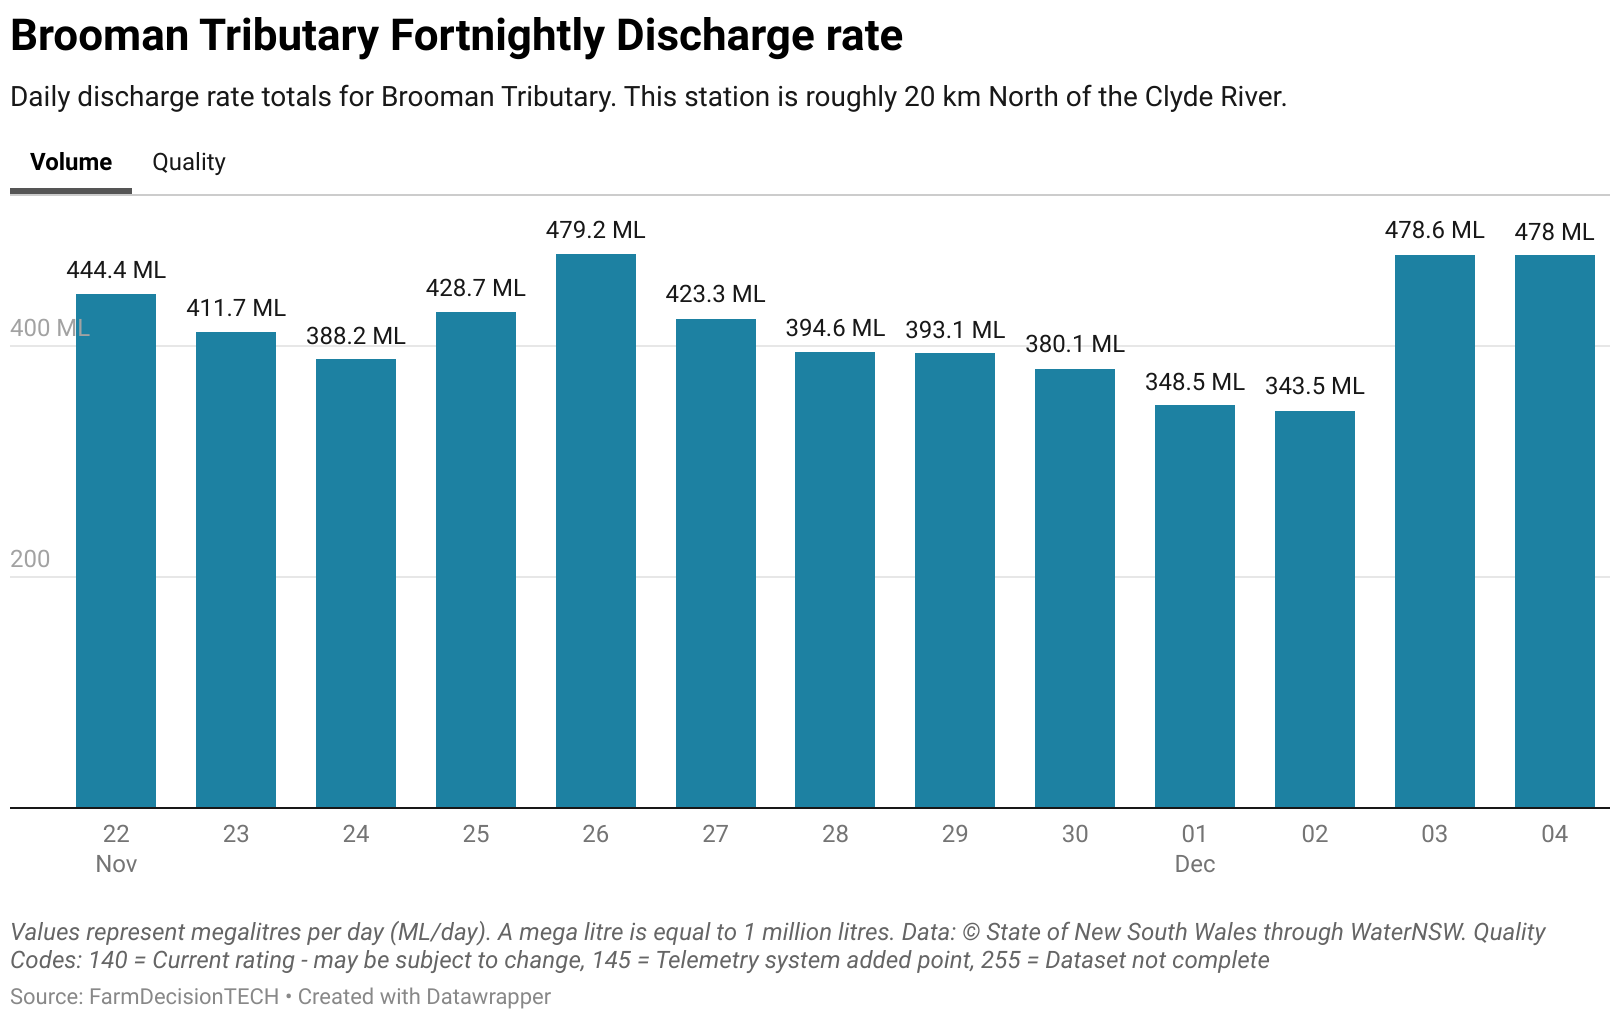 Brooman Tributary Fortnightly Discharge rate
Daily discharge rate totals for Brooman Tributary. This station is roughly 20 km North of the Clyde River.
Volume Quality
444.4 ML
411.7 ML
388.2 ML
428.7 ML
479.2 ML
423.3 ML
394.6 ML
393.1 ML
380.1 ML
348.5 ML
343.5 ML
478.6 ML
478 ML
400 ML
200
22 23 24 25 26 27 28 29 30 01 02 03 04
Nov Dec
Values represent megalitres per day (ML/day). A mega litre is equal to 1 million litres. Data: © State of New South Wales through WaterNSW. Quality
Codes: 140 = Current rating - may be subject to change, 145 = Telemetry system added point, 255 = Dataset not complete
Source: FarmDecisionTECH • Created with Datawrapper